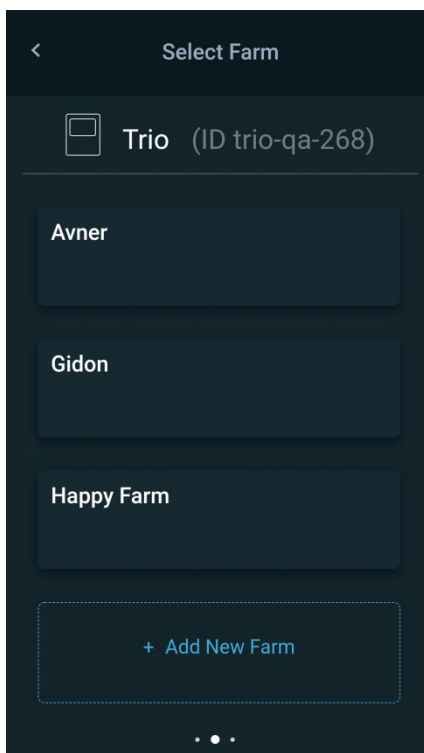 Select Farm
Trio (ID trio-qa-268)
Avner
Gidon
Happy Farm
+ Add New Farm